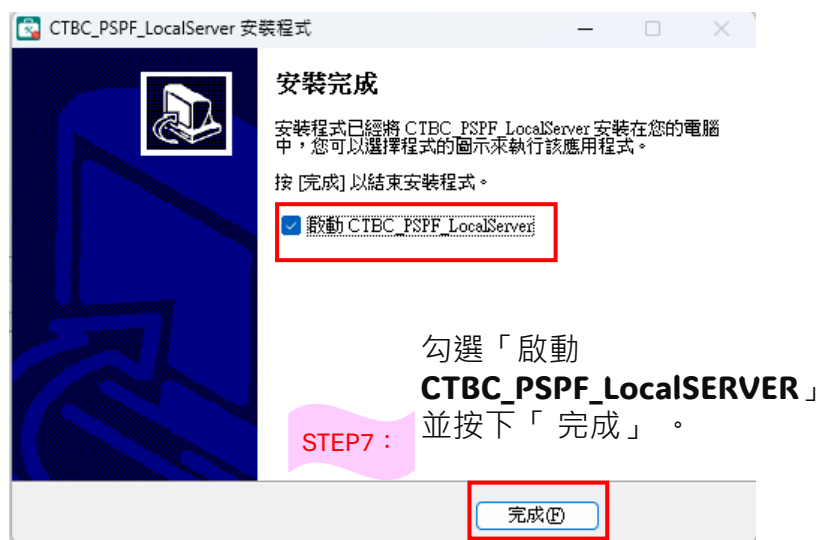 CTBC_PSPF_LocalServer 安裝程式
安裝完成
安裝程式已經將 CTBC_PSPF_LocalServer 安裝在您的電腦
中，您可以選擇程式的圖示來執行該應用程式。
按 [完成] 以結束安裝程式。
啟動 CTBC_PSPF_LocalServer
勾選「啟動
CTBC_PSPF_LocalSERVER」
並按下「 完成」 。
STEP7：
完成(F)